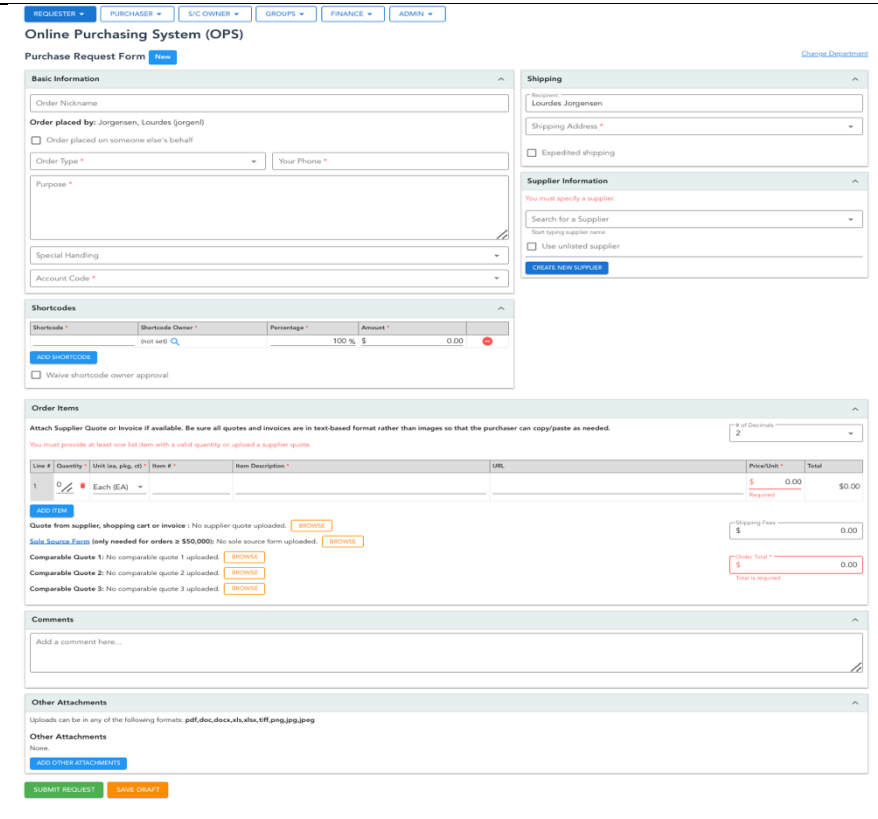 REQUESTER PURCHASER S/C OWNER GROUPS FINANCE ADMIN
Online Purchasing System (OPS)
Purchase Request Form New
Change Department
Basic Information
Order Nickname
Order placed by: Jorgensen, Lourdes (jorgenl)
Order placed on someone else's behalf
Order Type * Your Phone *
Purpose *
Special Handling
Account Code *
Shipping
Recipient
Lourdes Jorgensen
Shipping Address *
Expedited shipping
Supplier Information
You must specify a supplier.
Search for a Supplier
Start typing supplier name
Use unlisted supplier
CREATE NEW SUPPLIER
Shortcodes
Shortcode * Shortcode Owner * Percentage * Amount *
(not set) 100 % $ 0.00
ADD SHORTCODE
Waive shortcode owner approval
Order Items
Attach Supplier Quote or Invoice if available. Be sure all quotes and invoices are in text-based format rather than images so that the purchaser can copy/paste as needed.
You must provide at least one list item with a valid quantity or upload a supplier quote.
# of Decimals
2
Line # Quantity * Unit (ea, pkg, ct) * Item # * Item Description * URL Price/Unit * Total
1 0 Each (EA) $ 0.00 $0.00
Required
ADD ITEM
Quote from supplier, shopping cart or invoice : No supplier quote uploaded. BROWSE
Sole Source Form (only needed for orders ≥ $50,000): No sole source form uploaded. BROWSE
Comparable Quote 1: No comparable quote 1 uploaded. BROWSE
Comparable Quote 2: No comparable quote 2 uploaded. BROWSE
Comparable Quote 3: No comparable quote 3 uploaded. BROWSE
Shipping Fees
$ 0.00
Order Total *
$ 0.00
Total is required
Comments
Add a comment here...
Other Attachments
Uploads can be in any of the following formats: pdf,doc,docx,xls,xlsx,tiff,png,jpg,jpeg
Other Attachments
None.
ADD OTHER ATTACHMENTS
SUBMIT REQUEST SAVE DRAFT